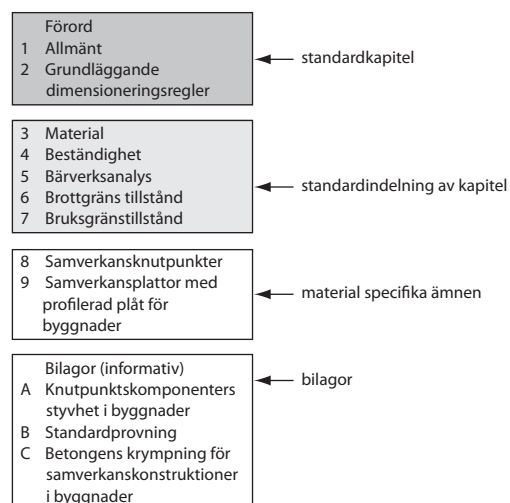 Förord
1 Allmänt
2 Grundläggande
dimensioneringsregler
standardkapitel
3 Material
4 Beständighet
5 Bärverksanalys
6 Brottgräns tillstånd
7 Bruksgränstillstånd
standardindelning av kapitel
8 Samverkansknutpunkter
9 Samverkansplattor med
profilerad plåt för
byggnader
material specifika ämnen
Bilagor (informativ)
A Knutpunktskomponenters
styvhet i byggnader
B Standardprovning
C Betongens krympning för
samverkanskonstruktioner
i byggnader
bilagor